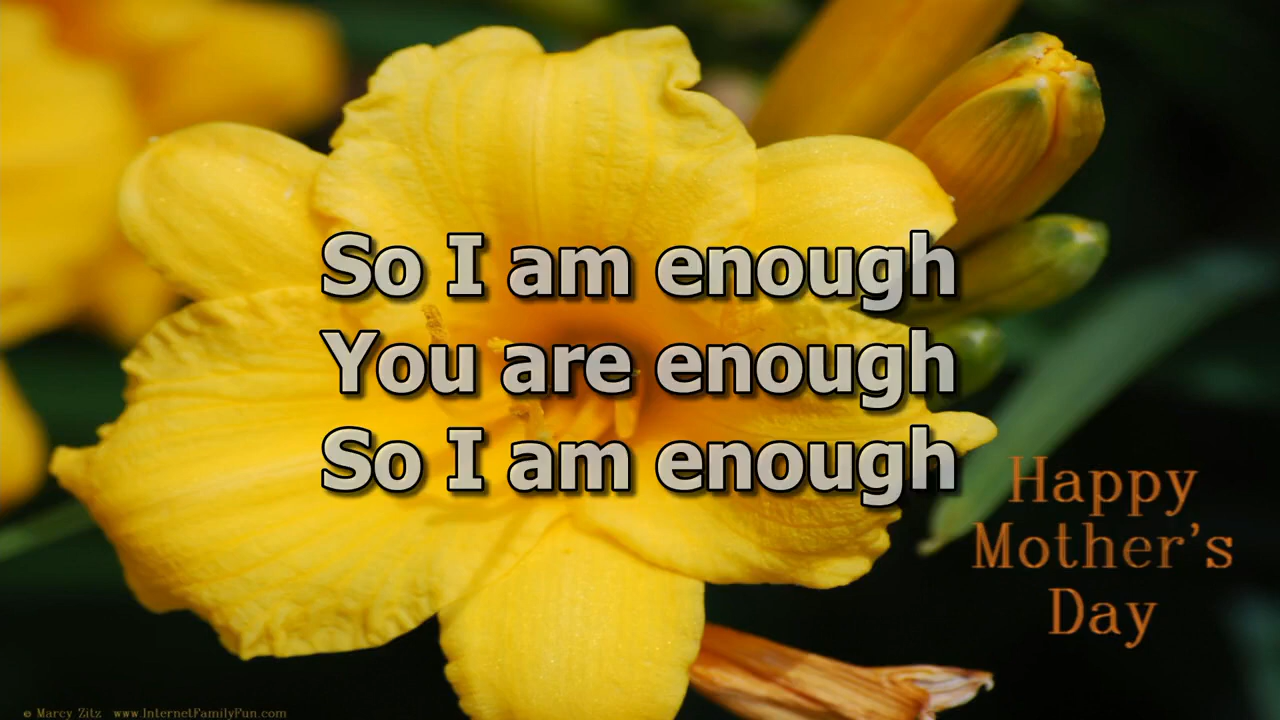 So I am enough
You are enough
So I am enough
Happy
Mother's
Day
© Marcy Zitz www.InternetFamilyFun.com